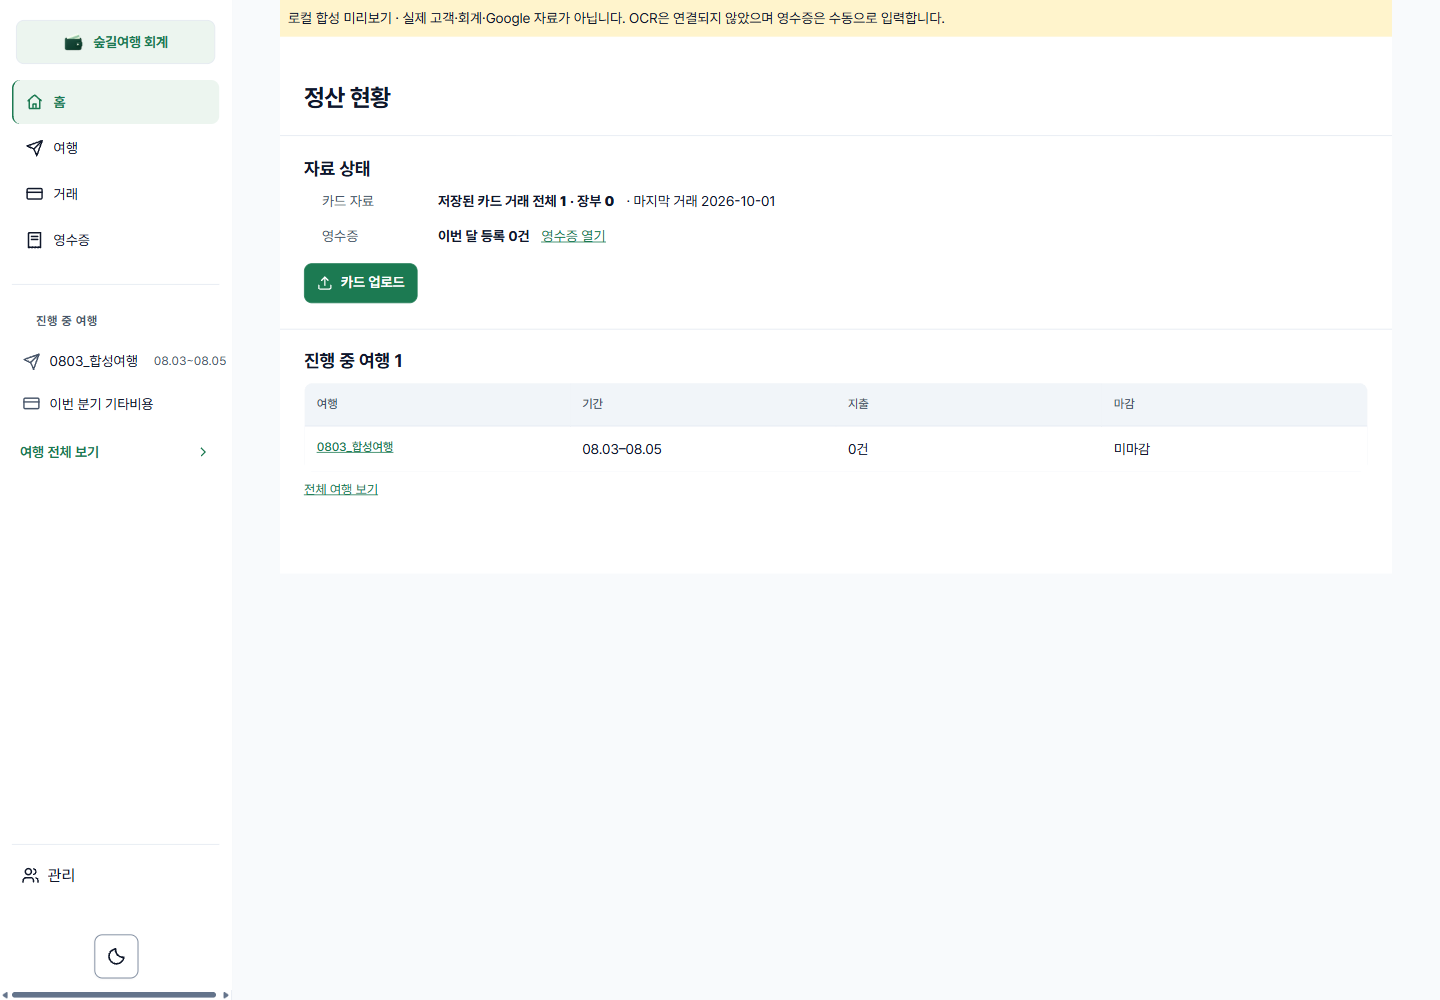 숲길여행 회계
홈
여행
거래
영수증
진행 중 여행
0803_합성여행 08.03~08.05
이번 분기 기타비용
여행 전체 보기
관리
로컬 합성 미리보기 · 실제 고객·회계·Google 자료가 아닙니다. OCR은 연결되지 않았으며 영수증은 수동으로 입력합니다.
정산 현황
자료 상태
카드 자료 저장된 카드 거래 전체 1 · 장부 0 · 마지막 거래 2026-10-01
영수증 이번 달 등록 0건 영수증 열기
카드 업로드
진행 중 여행 1
여행 기간 지출 마감
0803_합성여행 08.03–08.05 0건 미마감
전체 여행 보기